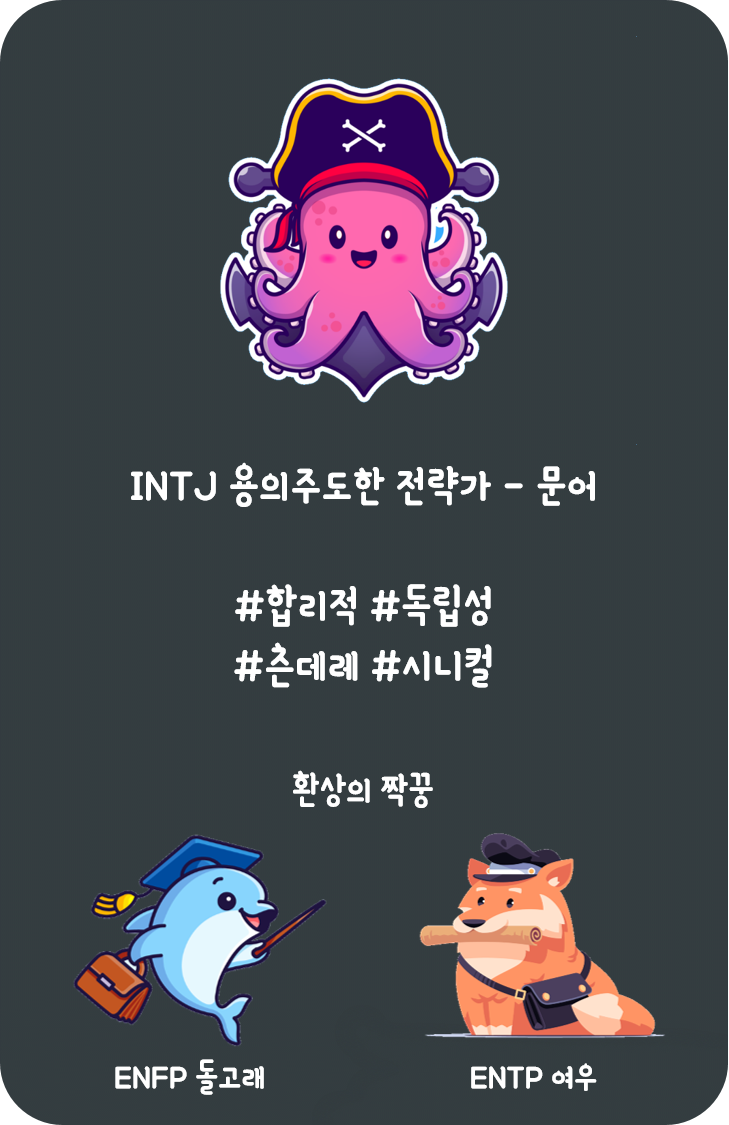 INTJ 용의주도한 전략가 - 문어
#합리적 #독립성
#츤데레 #시니컬
환상의 짝꿍
ENFP 돌고래
ENTP 여우